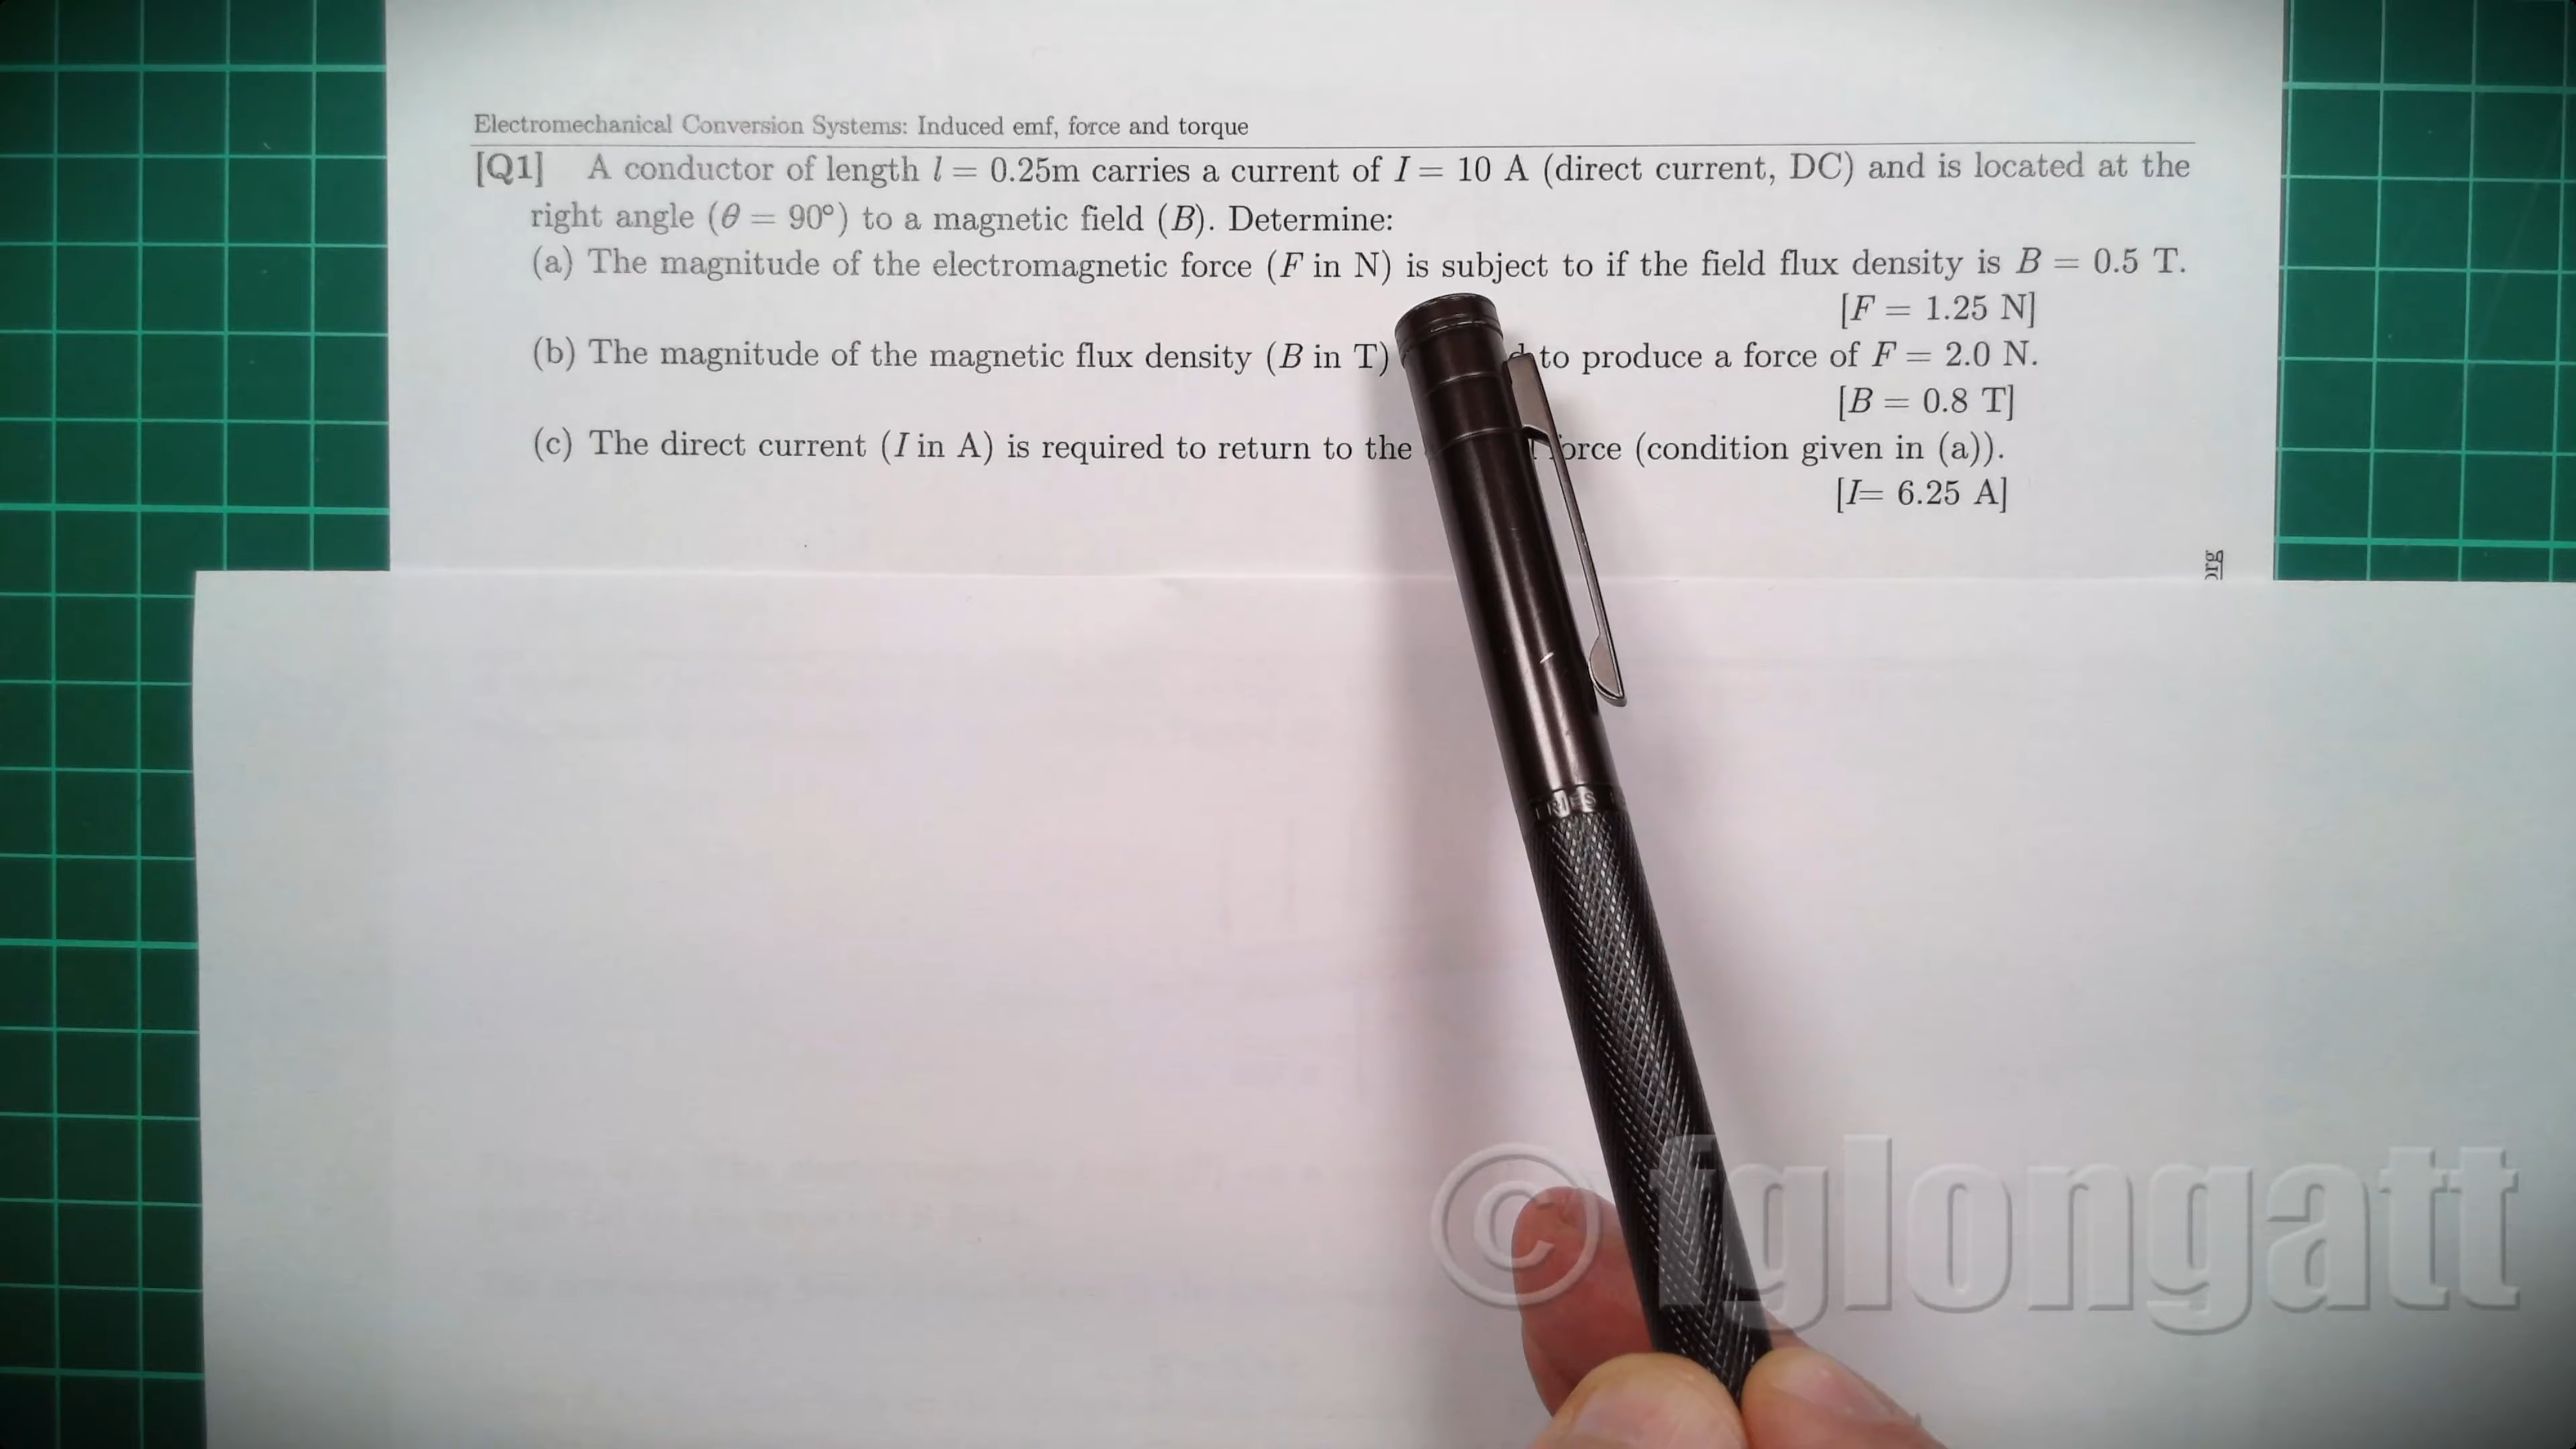 Electromechanical Conversion Systems: Induced emf, force and torque
[Q1] A conductor of length l = 0.25m carries a current of I = 10 A (direct current, DC) and is located at the
right angle (θ = 90º) to a magnetic field (B). Determine:
(a) The magnitude of the electromagnetic force (F in N) is subject to if the field flux density is B = 0.5 T.
[F = 1.25 N]
(b) The magnitude of the magnetic flux density (B in T) to produce a force of F = 2.0 N.
[B = 0.8 T]
(c) The direct current (I in A) is required to return to the force (condition given in (a)).
[I= 6.25 A]
© fglongatt